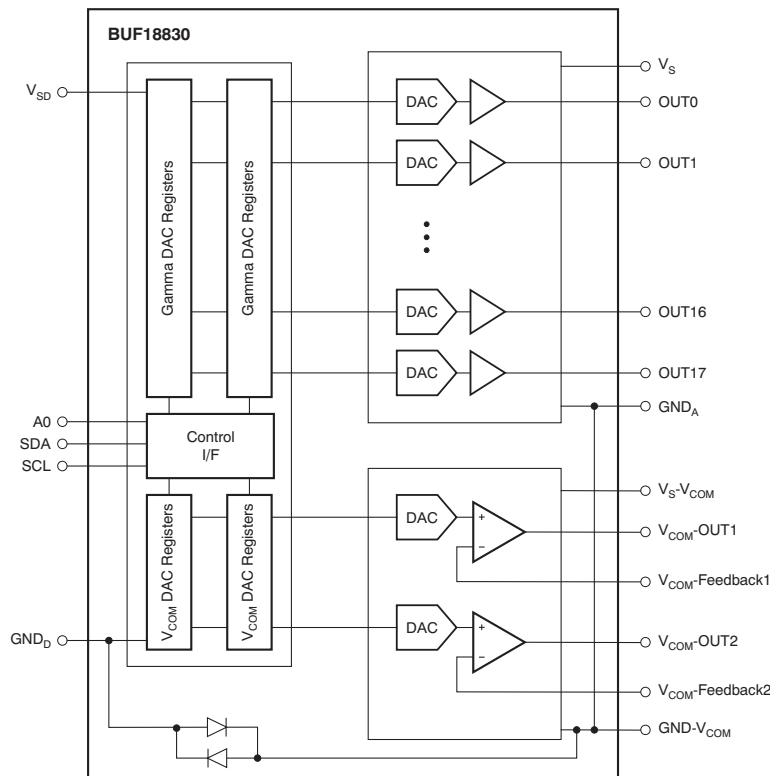 BUF18830
V_SD
Gamma DAC Registers
Gamma DAC Registers
DAC
DAC
DAC
DAC
V_S
OUT0
OUT1
OUT16
OUT17
GND_A
A0
SDA
SCL
Control
I/F
V_COM DAC Registers
V_COM DAC Registers
GND_D
DAC
+
−
DAC
+
−
V_S-V_COM
V_COM-OUT1
V_COM-Feedback1
V_COM-OUT2
V_COM-Feedback2
GND-V_COM